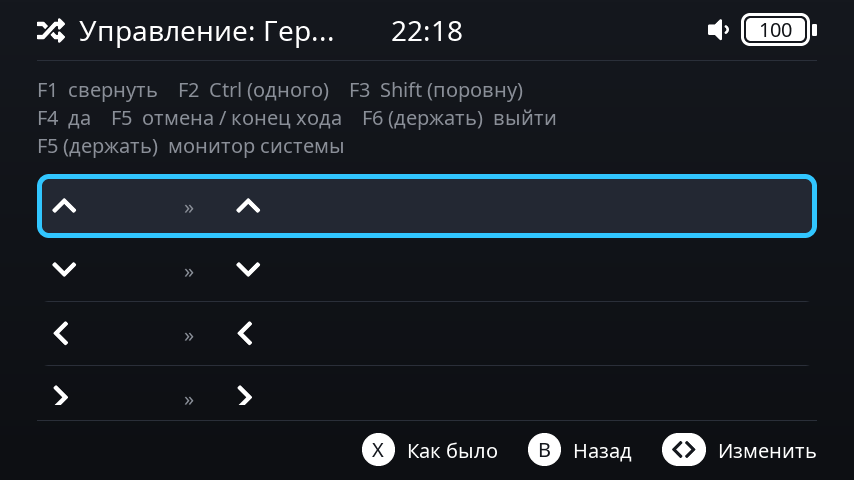 Управление: Гер... 22:18 100
F1 свернуть F2 Ctrl (одного) F3 Shift (поровну)
F4 да F5 отмена / конец хода F6 (держать) выйти
F5 (держать) монитор системы
»
»
»
»
X Как было B Назад Изменить